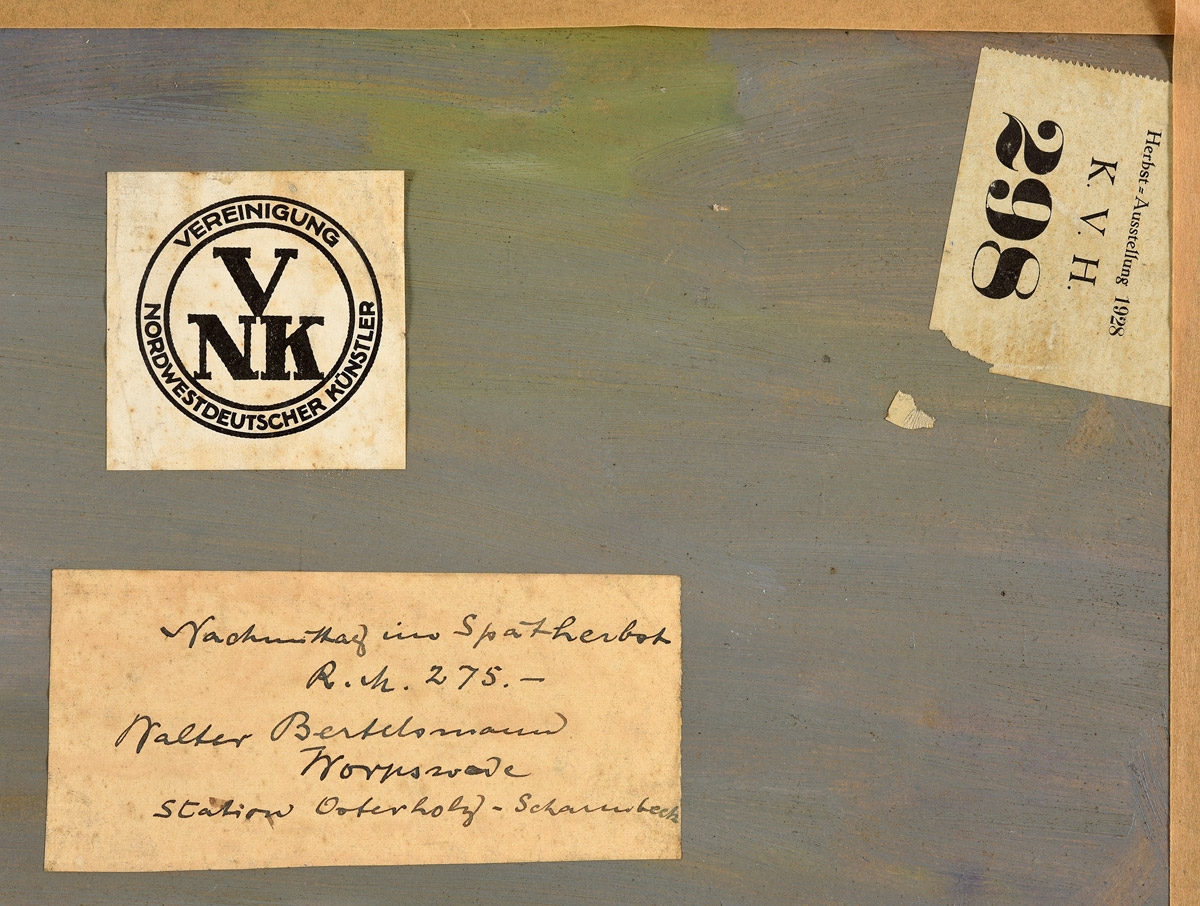 VEREINIGUNG
V
NK
NORDWESTDEUTSCHER KÜNSTLER
Herbst=Ausstellung 1928
K. V. H.
298
Nachmittag im Spätherbst
R.M. 275.—
Walter Bertelsmann
Worpswede
Station Osterholz - Scharmbeck